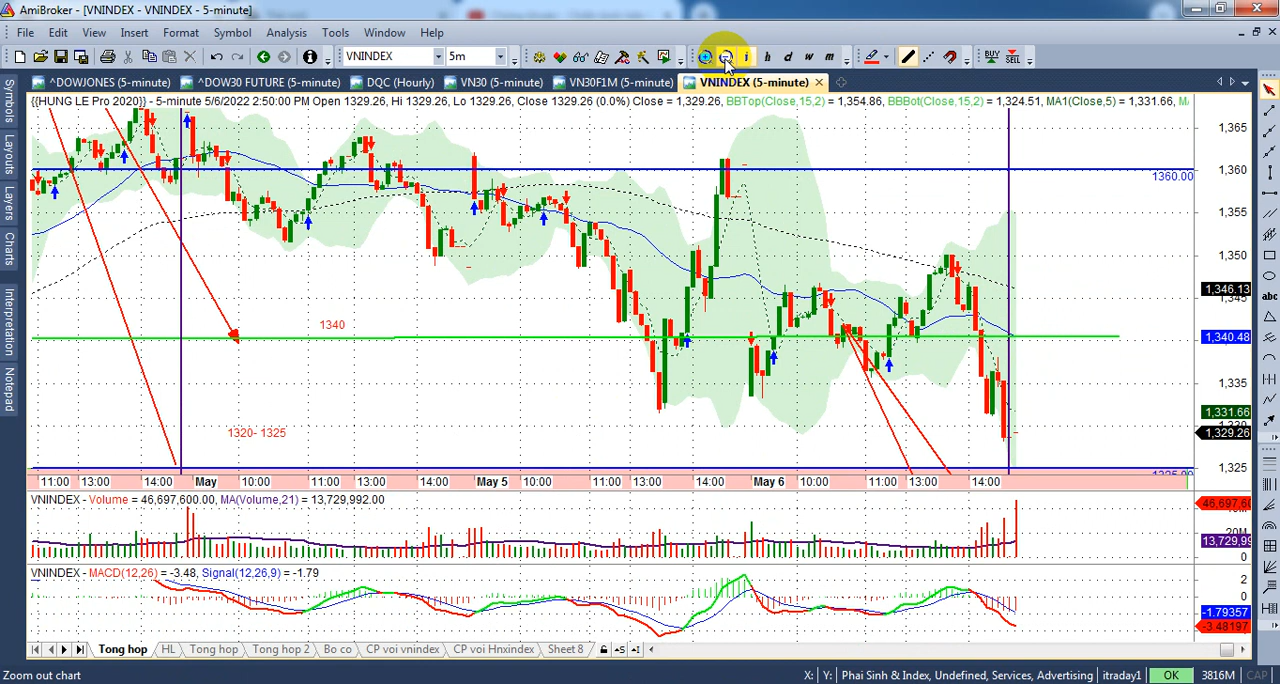 AmiBroker - [VNINDEX - VNINDEX - 5-minute]
File Edit View Insert Format Symbol Analysis Tools Window Help
VNINDEX 5m i h d w m BUY SELL
^DOWJONES (5-minute) ^DOW30 FUTURE (5-minute) DQC (Hourly) VN30 (5-minute) VN30F1M (5-minute) VNINDEX (5-minute)
{{HUNG LE Pro 2020}} - 5-minute 5/6/2022 2:50:00 PM Open 1329.26, Hi 1329.26, Lo 1329.26, Close 1329.26 (0.0%) Close = 1,329.26, BBTop(Close,15,2) = 1,354.86, BBBot(Close,15,2) = 1,324.51, MA1(Close,5) = 1,331.66,
Symbols
Layouts
Layers
Charts
Interpretation
Notepad
abc
1,365
1,360
1360.00
1,355
1,350
1,346.13
1,345
1340
1,340.48
1,335
1,331.66
1320- 1325
1,329.26
1,325
11:00 13:00 14:00 May 10:00 11:00 13:00 14:00 May 5 10:00 11:00 13:00 14:00 May 6 10:00 11:00 13:00 14:00
VNINDEX - Volume = 46,697,600.00, MA(Volume,21) = 13,729,992.00
46,697,60
20M
13,729,99
0
VNINDEX - MACD(12,26) = -3.48, Signal(12,26,9) = -1.79
2
0
-1.79357
-3.48197
Tong hop HL Tong hop Tong hop 2 Bo co CP voi vnindex CP voi Hnxindex Sheet 8
Zoom out chart X: Y: Phai Sinh & Index, Undefined, Services, Advertising itraday1 OK 3816M CAP